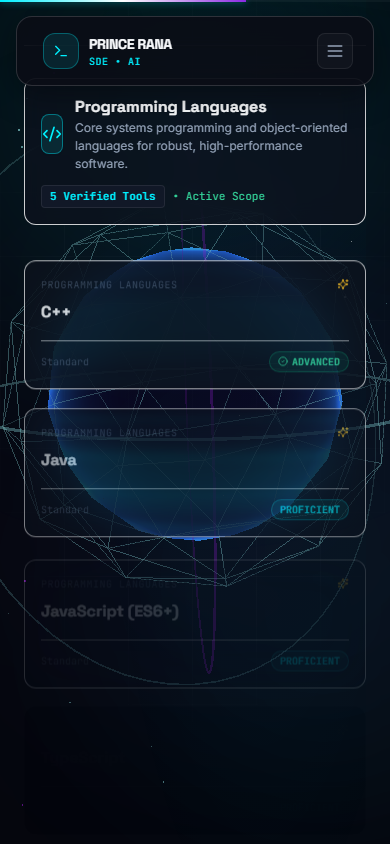 PRINCE RANA
SDE • AI
Programming Languages
Core systems programming and object-oriented
languages for robust, high-performance
software.
5 Verified Tools • Active Scope
PROGRAMMING LANGUAGES
C++
Standard ADVANCED
PROGRAMMING LANGUAGES
Java
Standard PROFICIENT
PROGRAMMING LANGUAGES
JavaScript (ES6+)
Standard PROFICIENT